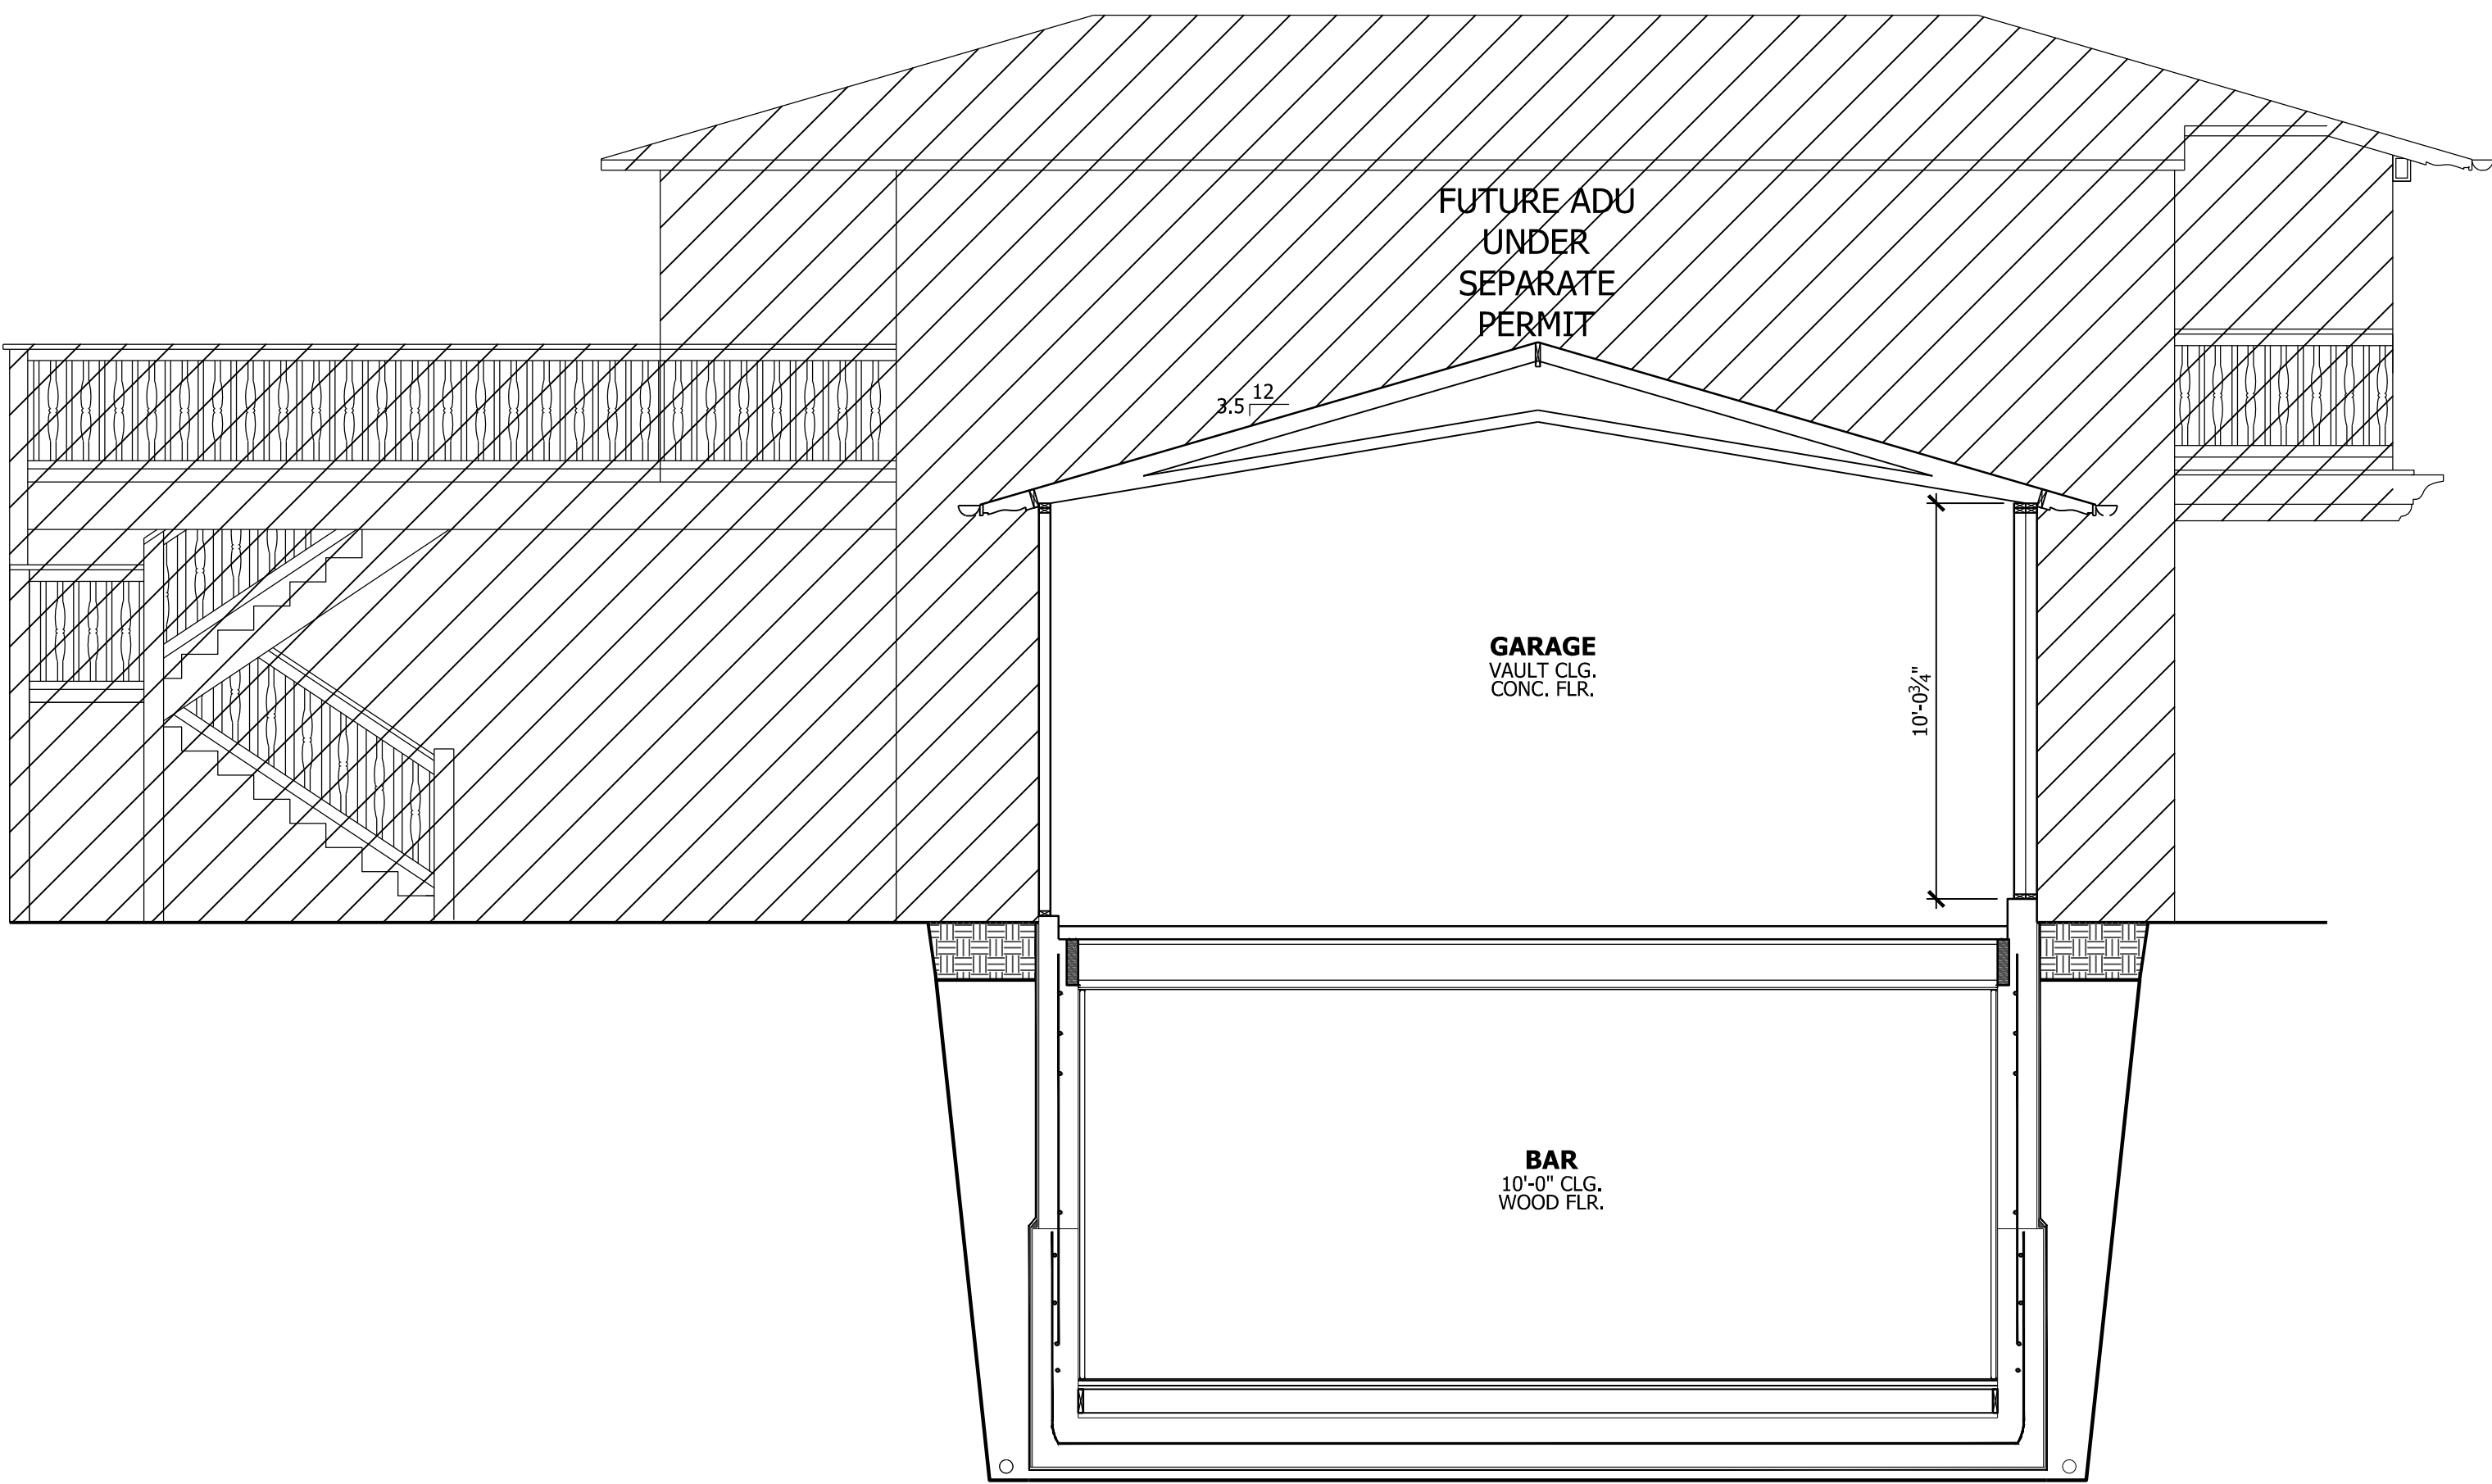 FUTURE ADU
UNDER
SEPARATE
PERMIT
12
3.5
GARAGE
VAULT CLG.
CONC. FLR.
10'-0¾"
BAR
10'-0" CLG.
WOOD FLR.